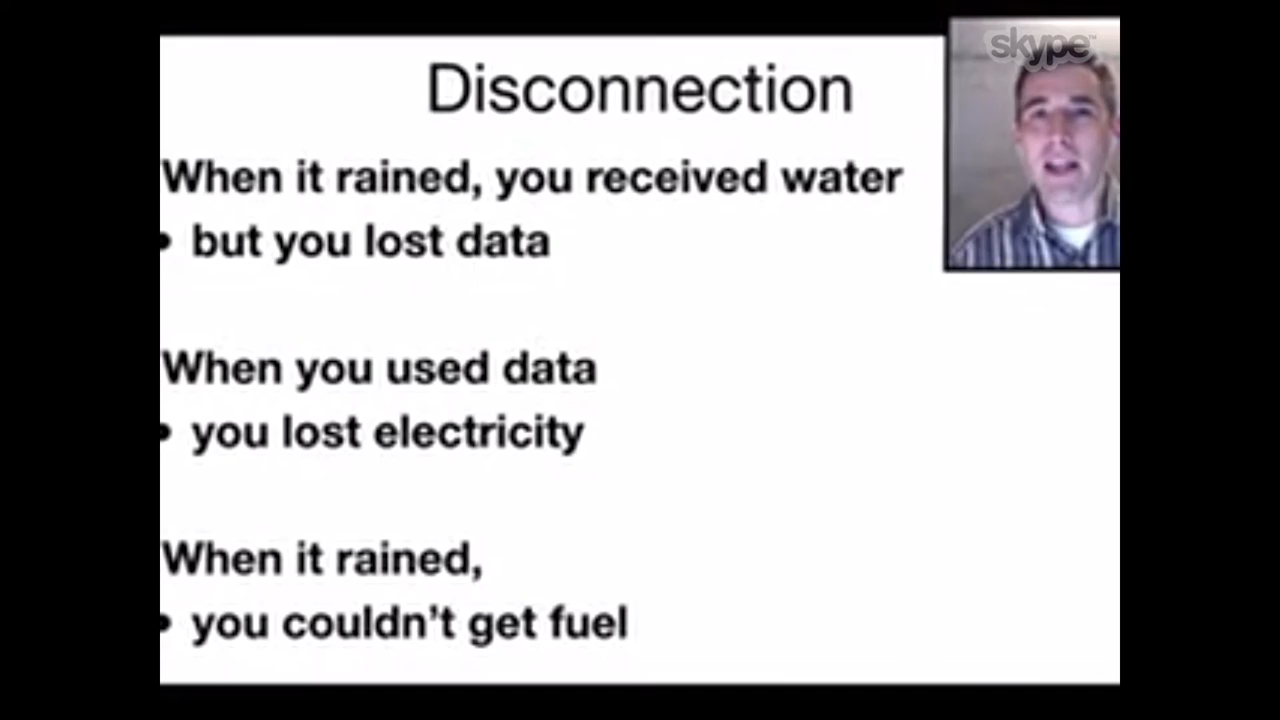 skype™
Disconnection
When it rained, you received water
• but you lost data
When you used data
• you lost electricity
When it rained,
• you couldn't get fuel